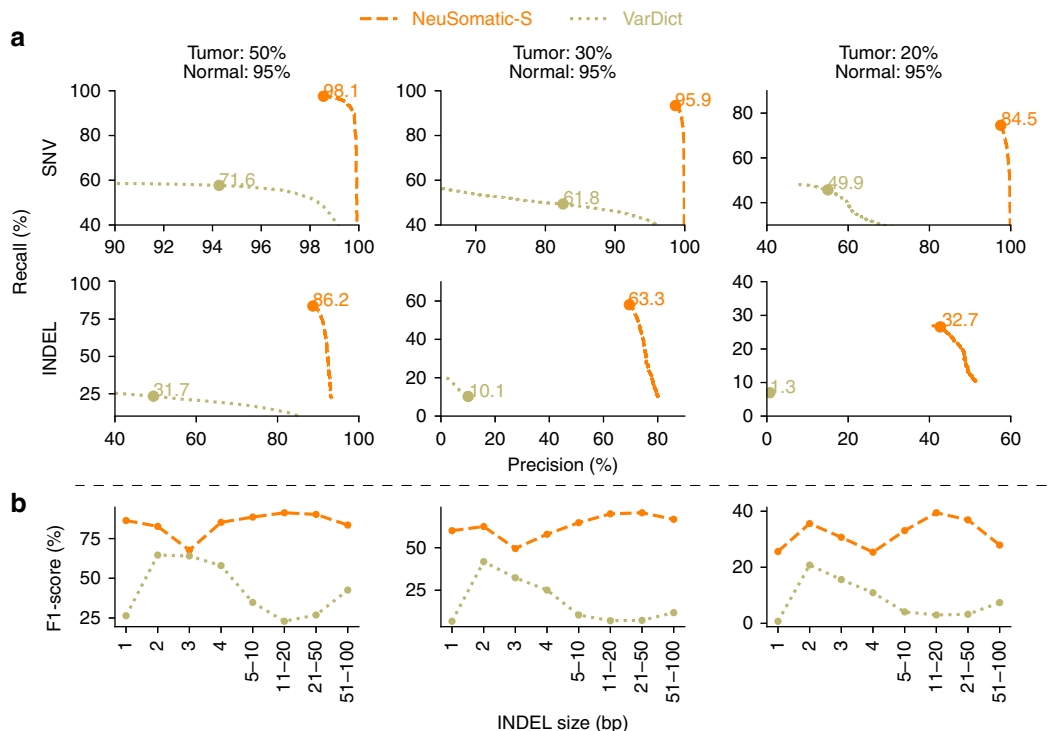 NeuSomatic-S VarDict
a
Tumor: 50%
Normal: 95%
Tumor: 30%
Normal: 95%
Tumor: 20%
Normal: 95%
Recall (%)
SNV
100
80
60
40
98.1
71.6
90 92 94 96 98 100
100
80
60
40
95.9
61.8
70 80 90 100
80
60
40
84.5
49.9
40 60 80 100
INDEL
100
75
50
25
86.2
31.7
40 60 80 100
60
40
20
0
63.3
10.1
0 20 40 60 80
40
30
20
10
0
32.7
1.3
0 20 40 60
Precision (%)
b
F1-score (%)
75
50
25
1 2 3 4 5–10 11–20 21–50 51–100
50
25
1 2 3 4 5–10 11–20 21–50 51–100
40
20
0
1 2 3 4 5–10 11–20 21–50 51–100
INDEL size (bp)